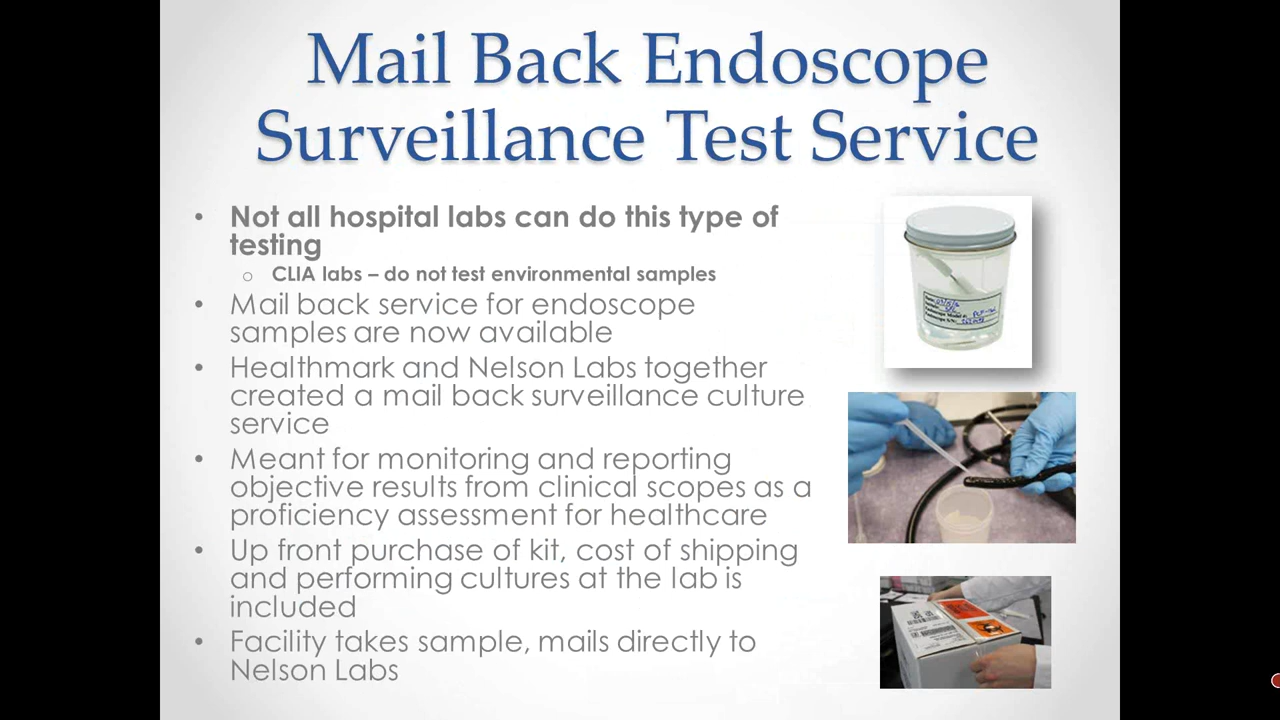 Mail Back Endoscope
Surveillance Test Service
• Not all hospital labs can do this type of
testing
o CLIA labs – do not test environmental samples
• Mail back service for endoscope
samples are now available
• Healthmark and Nelson Labs together
created a mail back surveillance culture
service
• Meant for monitoring and reporting
objective results from clinical scopes as a
proficiency assessment for healthcare
• Up front purchase of kit, cost of shipping
and performing cultures at the lab is
included
• Facility takes sample, mails directly to
Nelson Labs